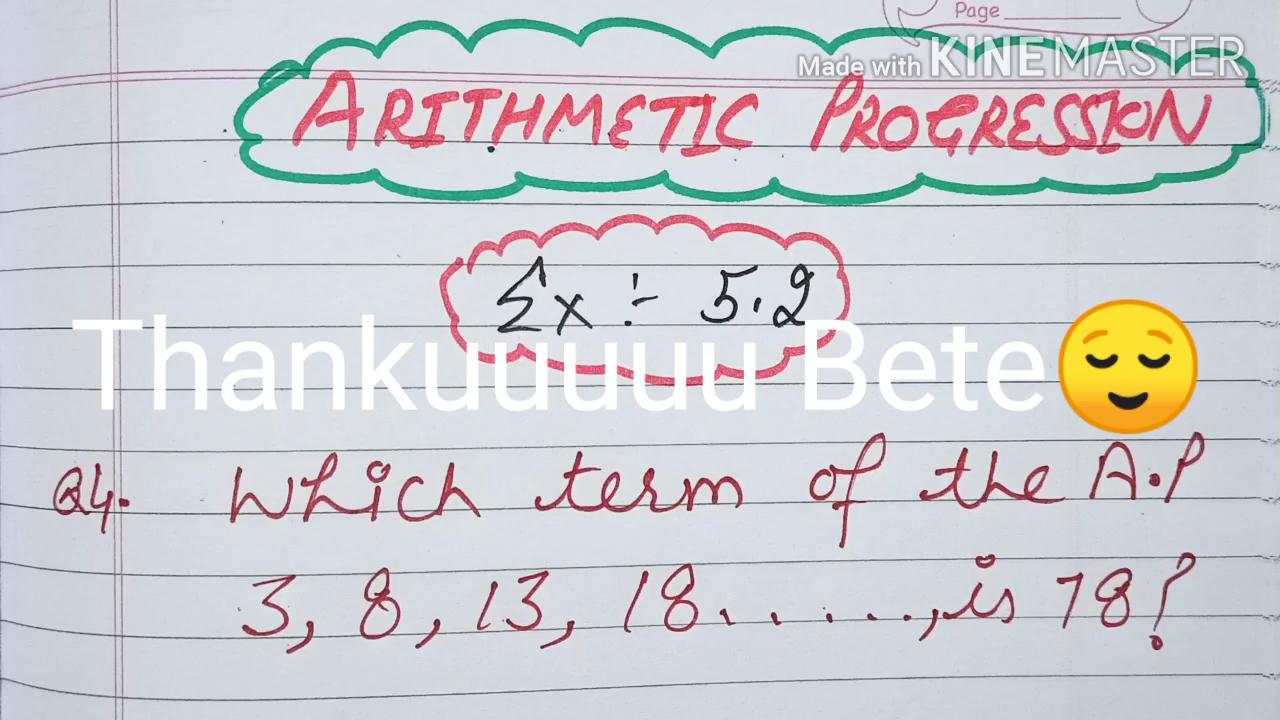 Page
Made with KINEMASTER
ARITHMETIC PROGRESSION
Ex :- 5.2
Thankuuuuu Bete😌
Q4. Which term of the A.P
3, 8, 13, 18......, is 78?